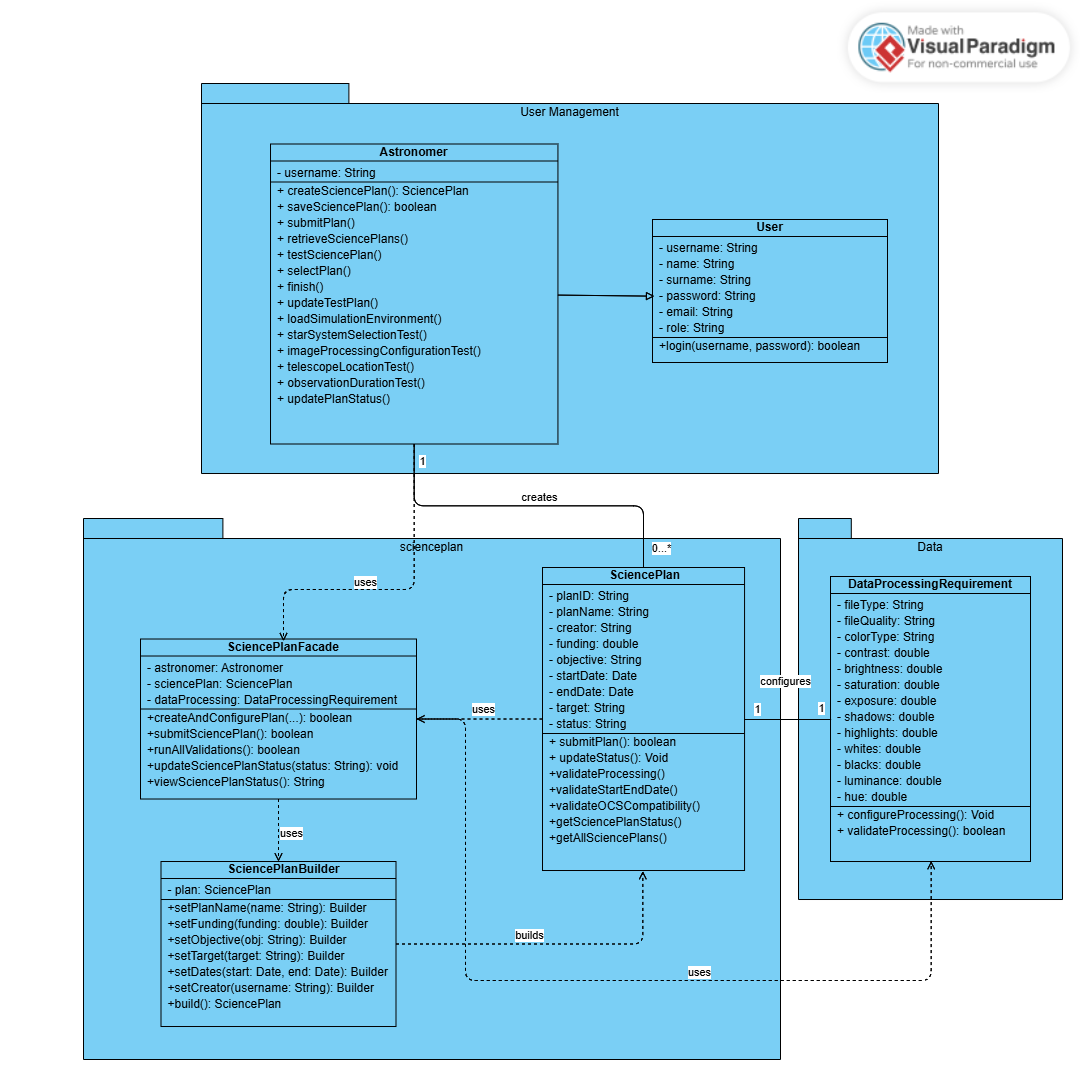 Made with
Visual Paradigm
For non-commercial use
User Management
Astronomer
- username: String
+ createSciencePlan(): SciencePlan
+ saveSciencePlan(): boolean
+ submitPlan()
+ retrieveSciencePlans()
+ testSciencePlan()
+ selectPlan()
+ finish()
+ updateTestPlan()
+ loadSimulationEnvironment()
+ starSystemSelectionTest()
+ imageProcessingConfigurationTest()
+ telescopeLocationTest()
+ observationDurationTest()
+ updatePlanStatus()
User
- username: String
- name: String
- surname: String
- password: String
- email: String
- role: String
+login(username, password): boolean
1
creates
0...*
scienceplan
uses
SciencePlanFacade
- astronomer: Astronomer
- sciencePlan: SciencePlan
- dataProcessing: DataProcessingRequirement
+createAndConfigurePlan(...): boolean
+submitSciencePlan(): boolean
+runAllValidations(): boolean
+updateSciencePlanStatus(status: String): void
+viewSciencePlanStatus(): String
uses
SciencePlan
- planID: String
- planName: String
- creator: String
- funding: double
- objective: String
- startDate: Date
- endDate: Date
- target: String
- status: String
+ submitPlan(): boolean
+ updateStatus(): Void
+validateProcessing()
+validateStartEndDate()
+validateOCSCompatibility()
+getSciencePlanStatus()
+getAllSciencePlans()
configures
1
1
Data
DataProcessingRequirement
- fileType: String
- fileQuality: String
- colorType: String
- contrast: double
- brightness: double
- saturation: double
- exposure: double
- shadows: double
- highlights: double
- whites: double
- blacks: double
- luminance: double
- hue: double
+ configureProcessing(): Void
+ validateProcessing(): boolean
uses
SciencePlanBuilder
- plan: SciencePlan
+setPlanName(name: String): Builder
+setFunding(funding: double): Builder
+setObjective(obj: String): Builder
+setTarget(target: String): Builder
+setDates(start: Date, end: Date): Builder
+setCreator(username: String): Builder
+build(): SciencePlan
builds
uses